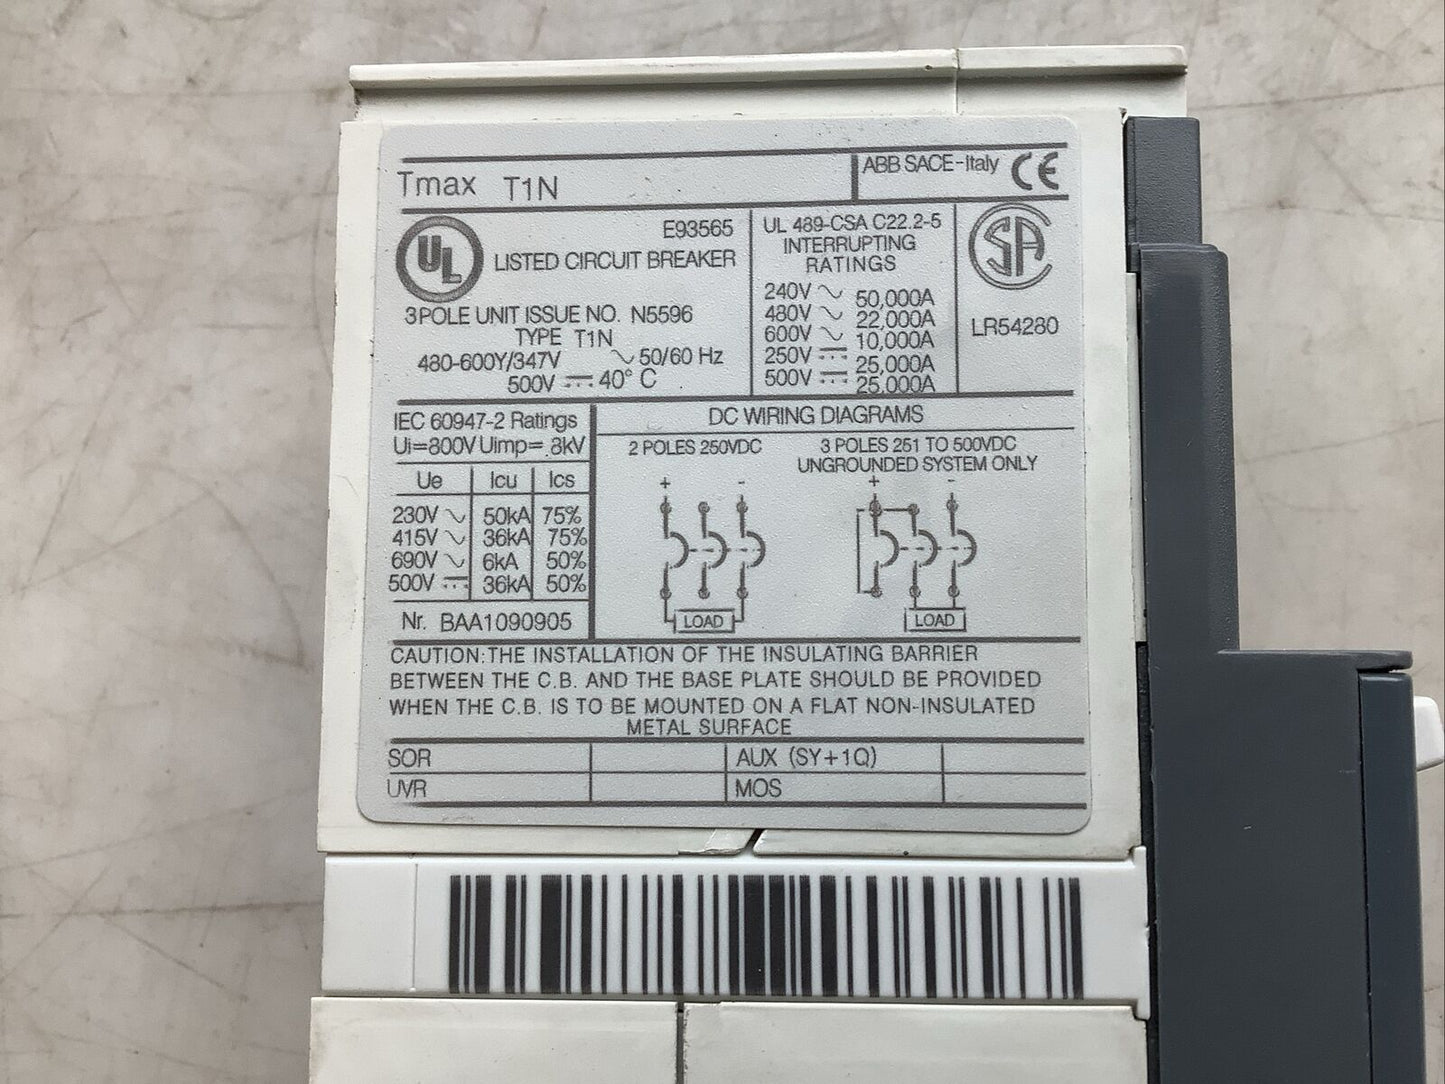 Tmax T1N
ABB SACE-Italy CE
UL
E93565
LISTED CIRCUIT BREAKER
3 POLE UNIT ISSUE NO. N5596
TYPE T1N
480-600Y/347V ~ 50/60 Hz
500V ⎓ 40° C
UL 489-CSA C22.2-5
INTERRUPTING
RATINGS
240V ~ 50,000A
480V ~ 22,000A
600V ~ 10,000A
250V ⎓ 25,000A
500V ⎓ 25,000A
SA
LR54280
IEC 60947-2 Ratings
Ui=800V Uimp= 8kV
Ue Icu Ics
230V ~ 50kA 75%
415V ~ 36kA 75%
690V ~ 6kA 50%
500V ⎓ 36kA 50%
Nr. BAA1090905
DC WIRING DIAGRAMS
2 POLES 250VDC
+ -
LOAD
3 POLES 251 TO 500VDC
UNGROUNDED SYSTEM ONLY
+ -
LOAD
CAUTION:THE INSTALLATION OF THE INSULATING BARRIER
BETWEEN THE C.B. AND THE BASE PLATE SHOULD BE PROVIDED
WHEN THE C.B. IS TO BE MOUNTED ON A FLAT NON-INSULATED
METAL SURFACE
SOR AUX (SY+1Q)
UVR MOS